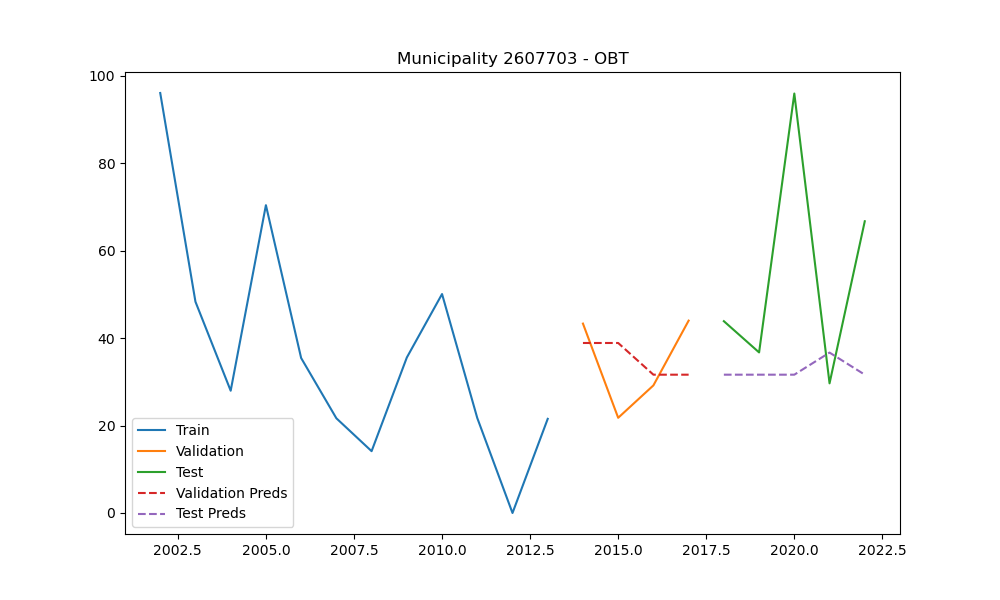 Municipality 2607703 - OBT
100
80
60
40
20
0
Train
Validation
Test
Validation Preds
Test Preds
2002.5 2005.0 2007.5 2010.0 2012.5 2015.0 2017.5 2020.0 2022.5